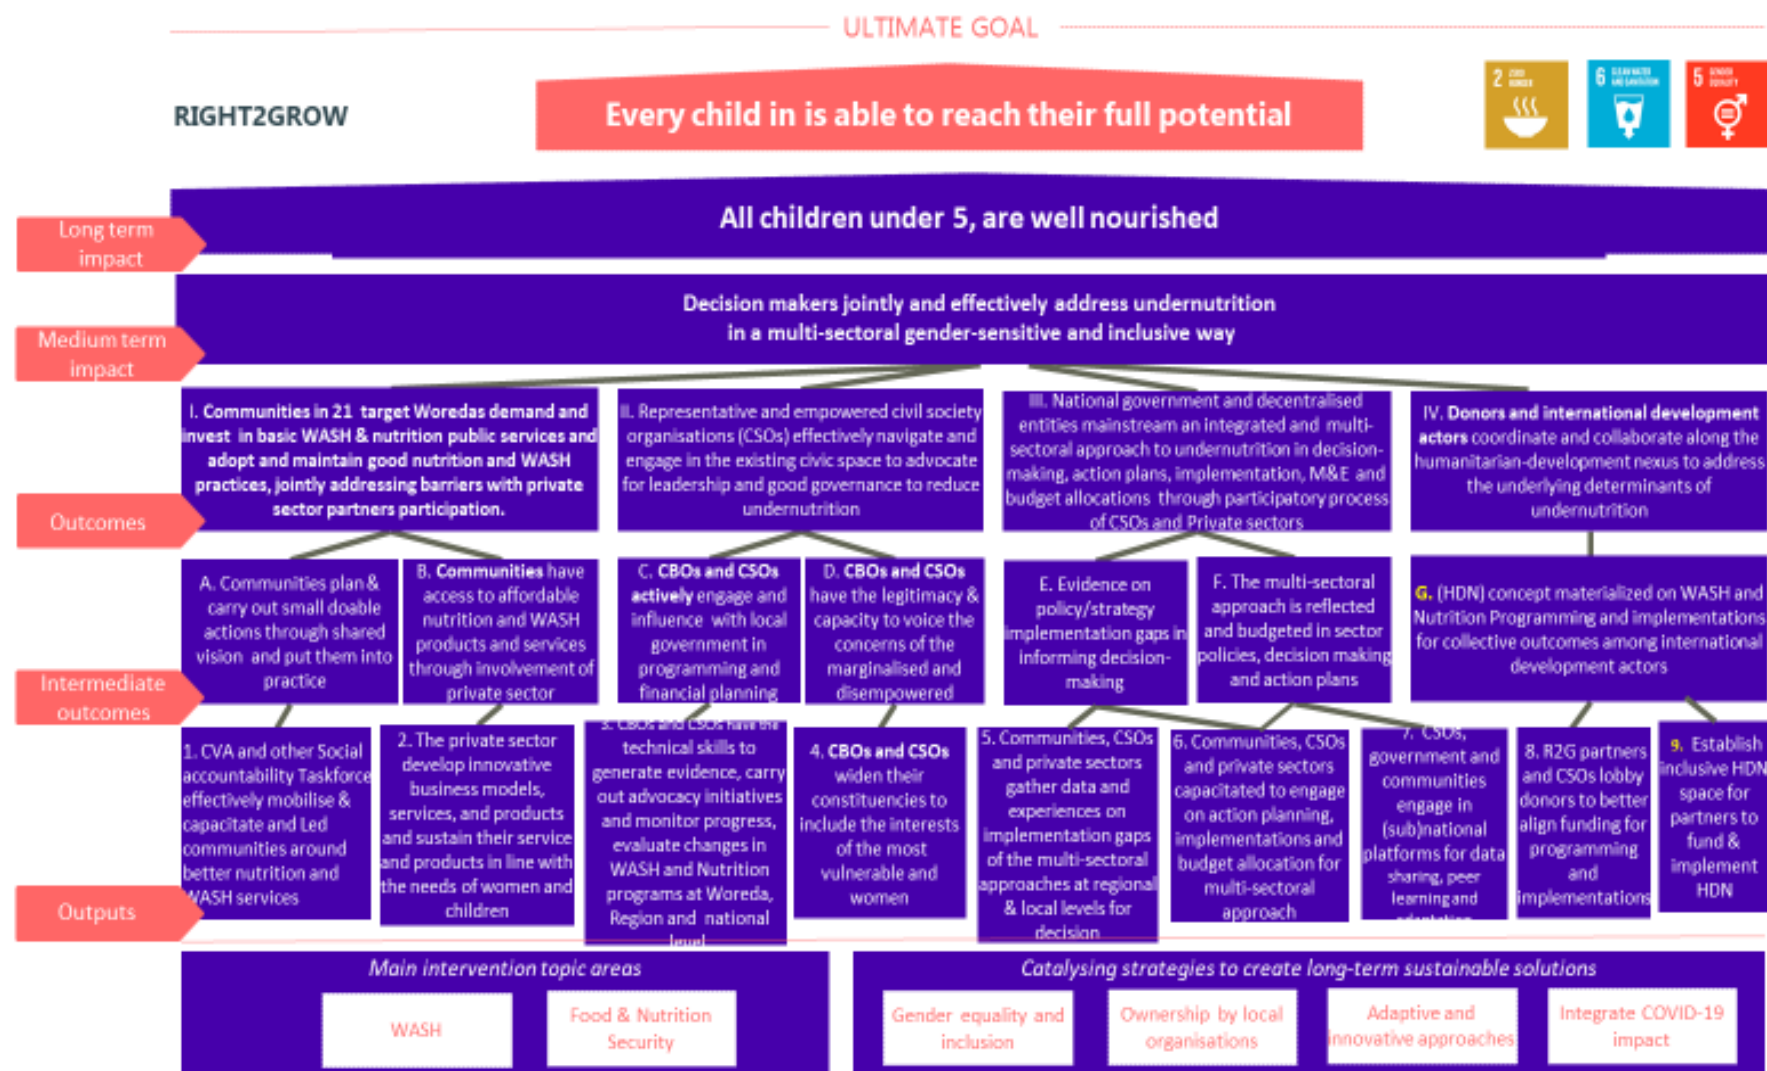 ULTIMATE GOAL
RIGHT2GROW
Every child in is able to reach their full potential
2 ZERO
HUNGER
6 CLEAN WATER
AND SANITATION
5 GENDER
EQUALITY
Long term
impact
All children under 5, are well nourished
Medium term
impact
Decision makers jointly and effectively address undernutrition
in a multi-sectoral gender-sensitive and inclusive way
Outcomes
I. Communities in 21 target Woredas demand and
invest in basic WASH & nutrition public services and
adopt and maintain good nutrition and WASH
practices, jointly addressing barriers with private
sector partners participation.
II. Representative and empowered civil society
organisations (CSOs) effectively navigate and
engage in the existing civic space to advocate
for leadership and good governance to reduce
undernutrition
III. National government and decentralised
entities mainstream an integrated and multi-
sectoral approach to undernutrition in decision-
making, action plans, implementation, M&E and
budget allocations through participatory process
of CSOs and Private sectors
IV. Donors and international development
actors coordinate and collaborate along the
humanitarian-development nexus to address
the underlying determinants of
undernutrition
Intermediate
outcomes
A. Communities plan &
carry out small doable
actions through shared
vision and put them into
practice
B. Communities have
access to affordable
nutrition and WASH
products and services
through involvement of
private sector
C. CBOs and CSOs
actively engage and
influence with local
government in
programming and
financial planning
D. CBOs and CSOs
have the legitimacy &
capacity to voice the
concerns of the
marginalised and
disempowered
E. Evidence on
policy/strategy
implementation gaps in
informing decision-
making
F. The multi-sectoral
approach is reflected
and budgeted in sector
policies, decision making
and action plans
G. (HDN) concept materialized on WASH and
Nutrition Programming and implementations
for collective outcomes among international
development actors
Outputs
1. CVA and other Social
accountability Taskforce
effectively mobilise &
capacitate and Led
communities around
better nutrition and
WASH services
2. The private sector
develop innovative
business models,
services, and products
and sustain their service
and products in line with
the needs of women and
children
3. CBOs and CSOs have the
technical skills to
generate evidence, carry
out advocacy initiatives
and monitor progress,
evaluate changes in
WASH and Nutrition
programs at Woreda,
Region and national
level
4. CBOs and CSOs
widen their
constituencies to
include the interests
of the most
vulnerable and
women
5. Communities, CSOs
and private sectors
gather data and
experiences on
implementation gaps
of the multi-sectoral
approaches at regional
& local levels for
decision
6. Communities, CSOs
and private sectors
capacitated to engage
on action planning,
implementations and
budget allocation for
multi-sectoral
approach
7. CSOs,
government and
communities
engage in
(sub)national
platforms for data
sharing, peer
learning and
8. R2G partners
and CSOs lobby
donors to better
align funding for
programming
and
implementations
9. Establish
inclusive HDN
space for
partners to
fund &
implement
HDN
Main intervention topic areas
WASH
Food & Nutrition
Security
Catalysing strategies to create long-term sustainable solutions
Gender equality and
inclusion
Ownership by local
organisations
Adaptive and
innovative approaches
Integrate COVID-19
impact